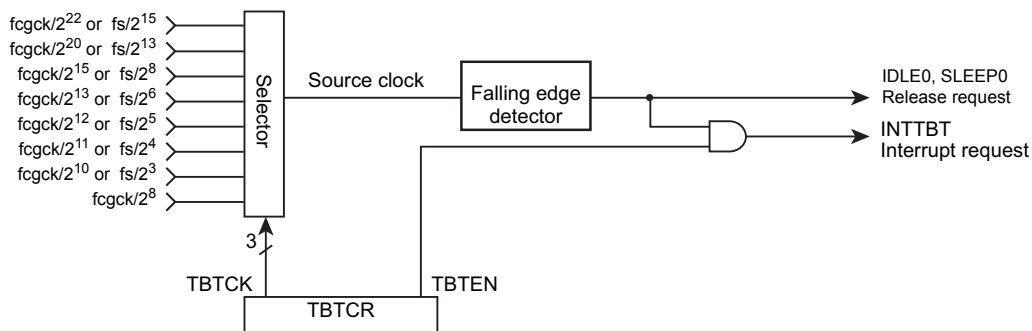 fcgck/2^22 or fs/2^15
fcgck/2^20 or fs/2^13
fcgck/2^15 or fs/2^8
fcgck/2^13 or fs/2^6
fcgck/2^12 or fs/2^5
fcgck/2^11 or fs/2^4
fcgck/2^10 or fs/2^3
fcgck/2^8
Selector
Source clock
Falling edge
detector
IDLE0, SLEEP0
Release request
INTTBT
Interrupt request
3
TBTCK
TBTEN
TBTCR